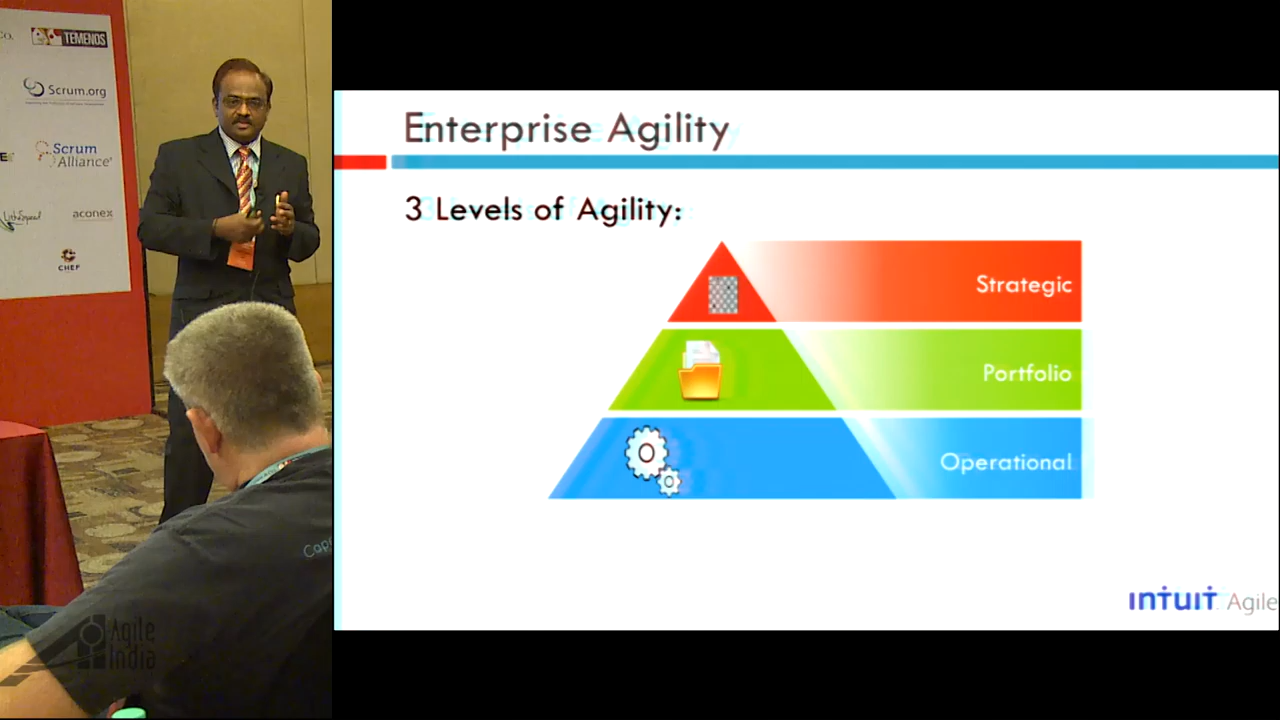 TEMENOS
Scrum.org
Scrum
Alliance®
aconex
CHEF
Enterprise Agility
3 Levels of Agility:
Strategic
Portfolio
Operational
INTUIT Agile
Agile
India